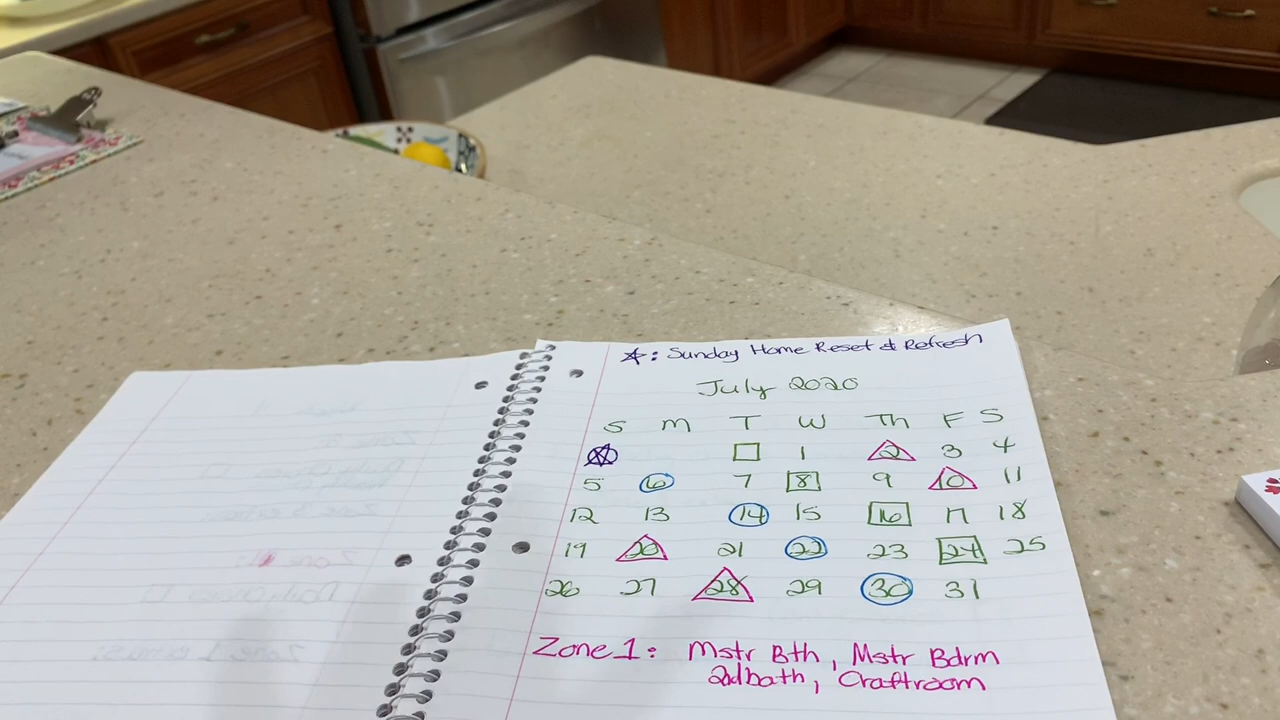 ☆: Sunday Home Reset & Refresh
July 2020
S M T W Th F S
1 2 3 4
5 6 7 8 9 10 11
12 13 14 15 16 17 18
19 20 21 22 23 24 25
26 27 28 29 30 31
Zone 1: Mstr Bth, Mstr Bdrm
2nd bath, Craftroom